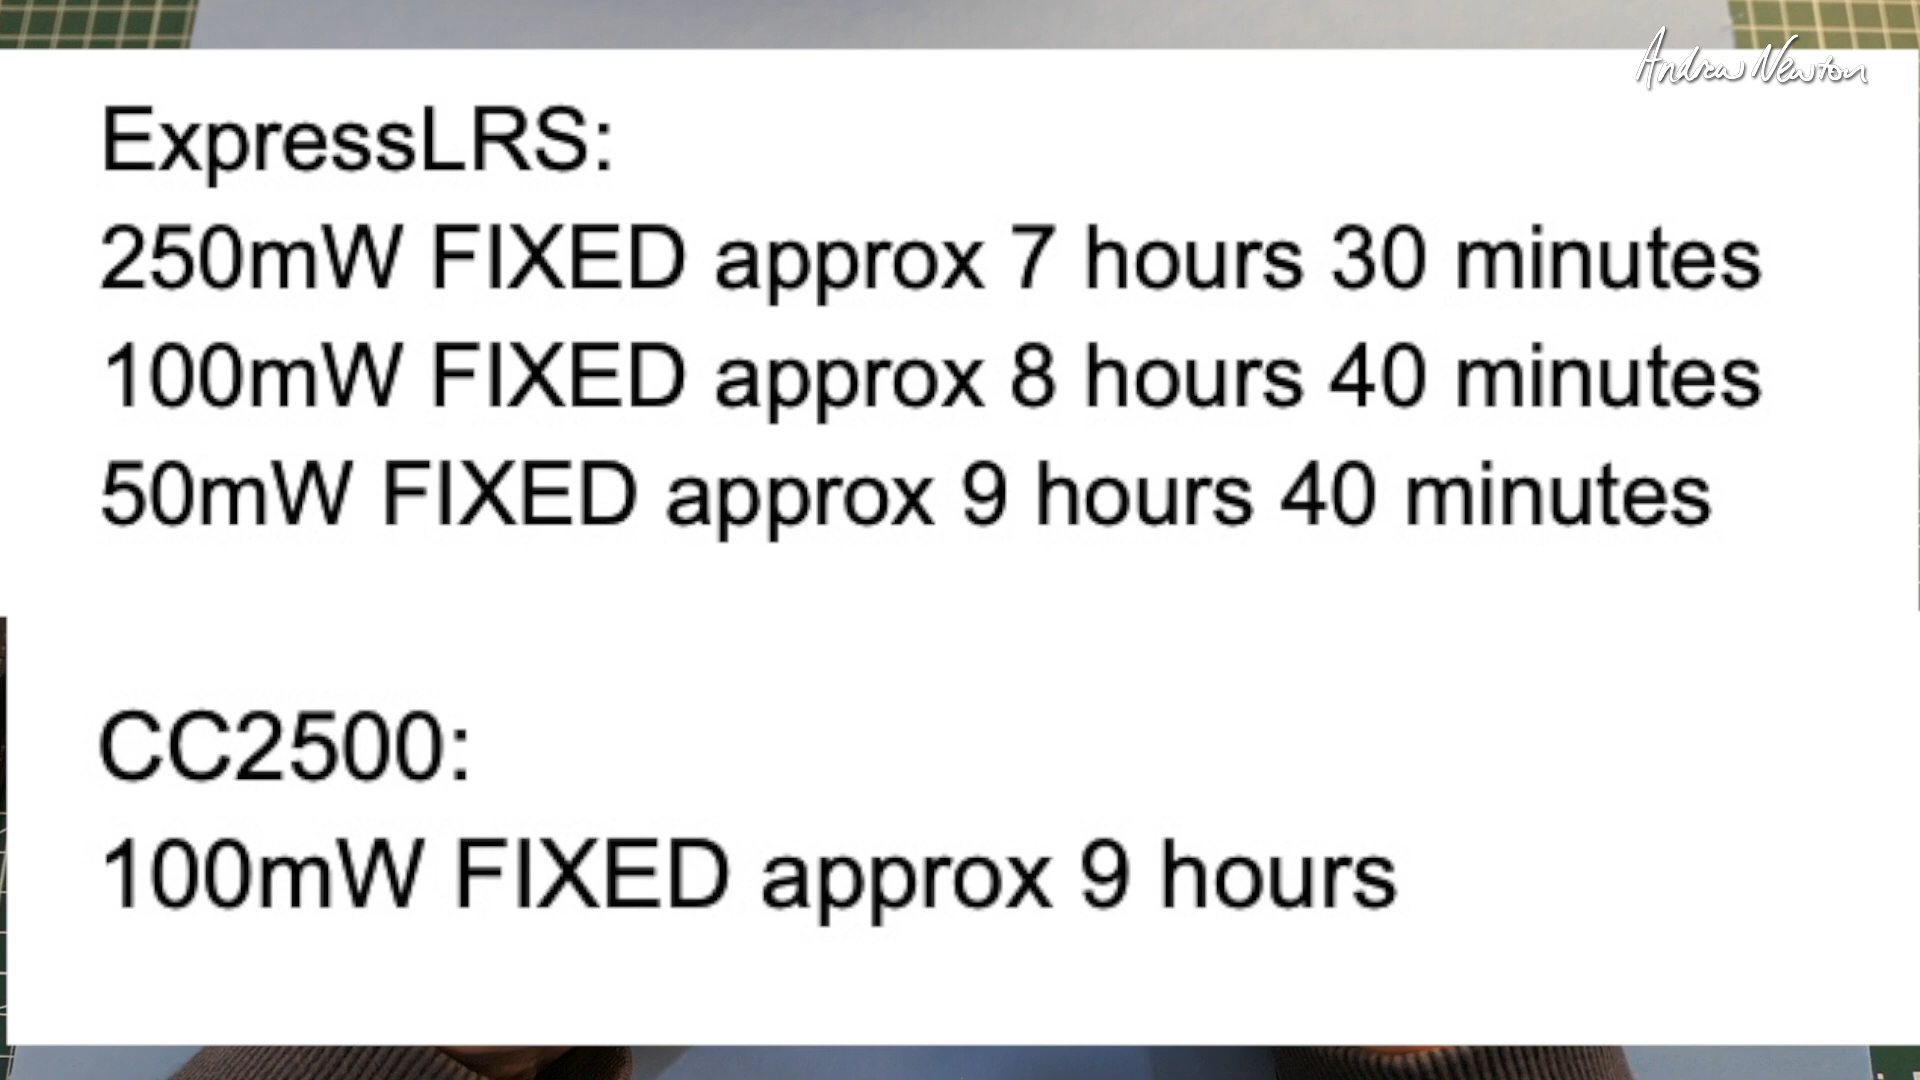 Andrew Newton
ExpressLRS:
250mW FIXED approx 7 hours 30 minutes
100mW FIXED approx 8 hours 40 minutes
50mW FIXED approx 9 hours 40 minutes
CC2500:
100mW FIXED approx 9 hours